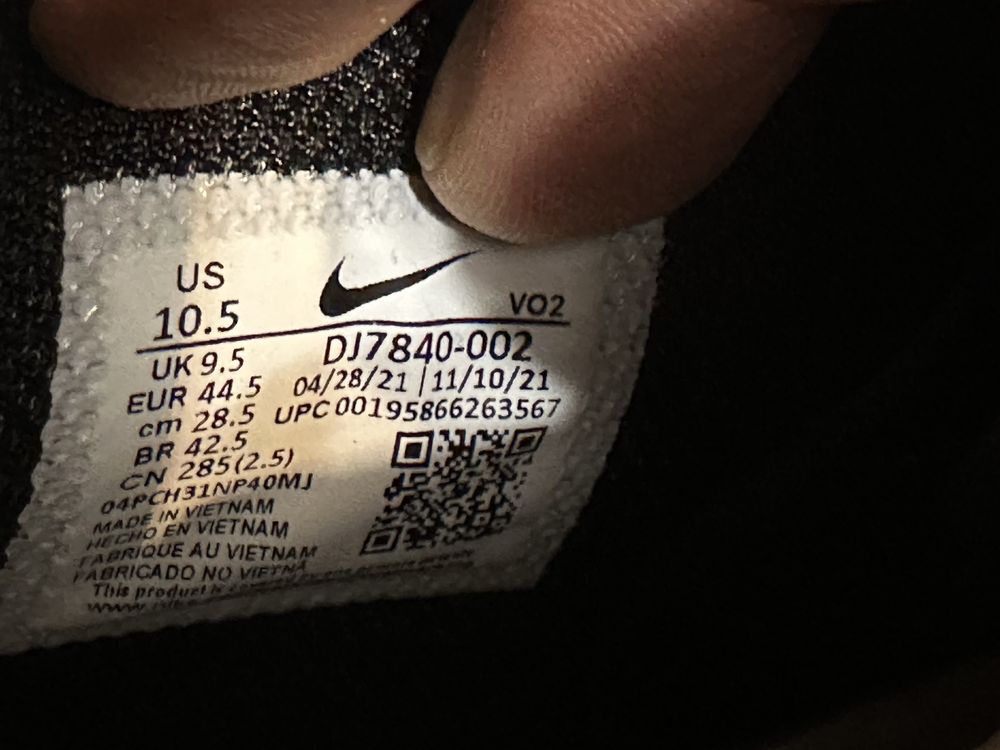 US
10.5
VO2
UK 9.5
DJ7840-002
EUR 44.5
04/28/21 | 11/10/21
cm 28.5
UPC 00195866263567
BR 42.5
CN 285(2.5)
04PCH31NP40MJ
MADE IN VIETNAM
HECHO EN VIETNAM
FABRIQUE AU VIETNAM
FABRICADO NO VIETNÃ
This product is